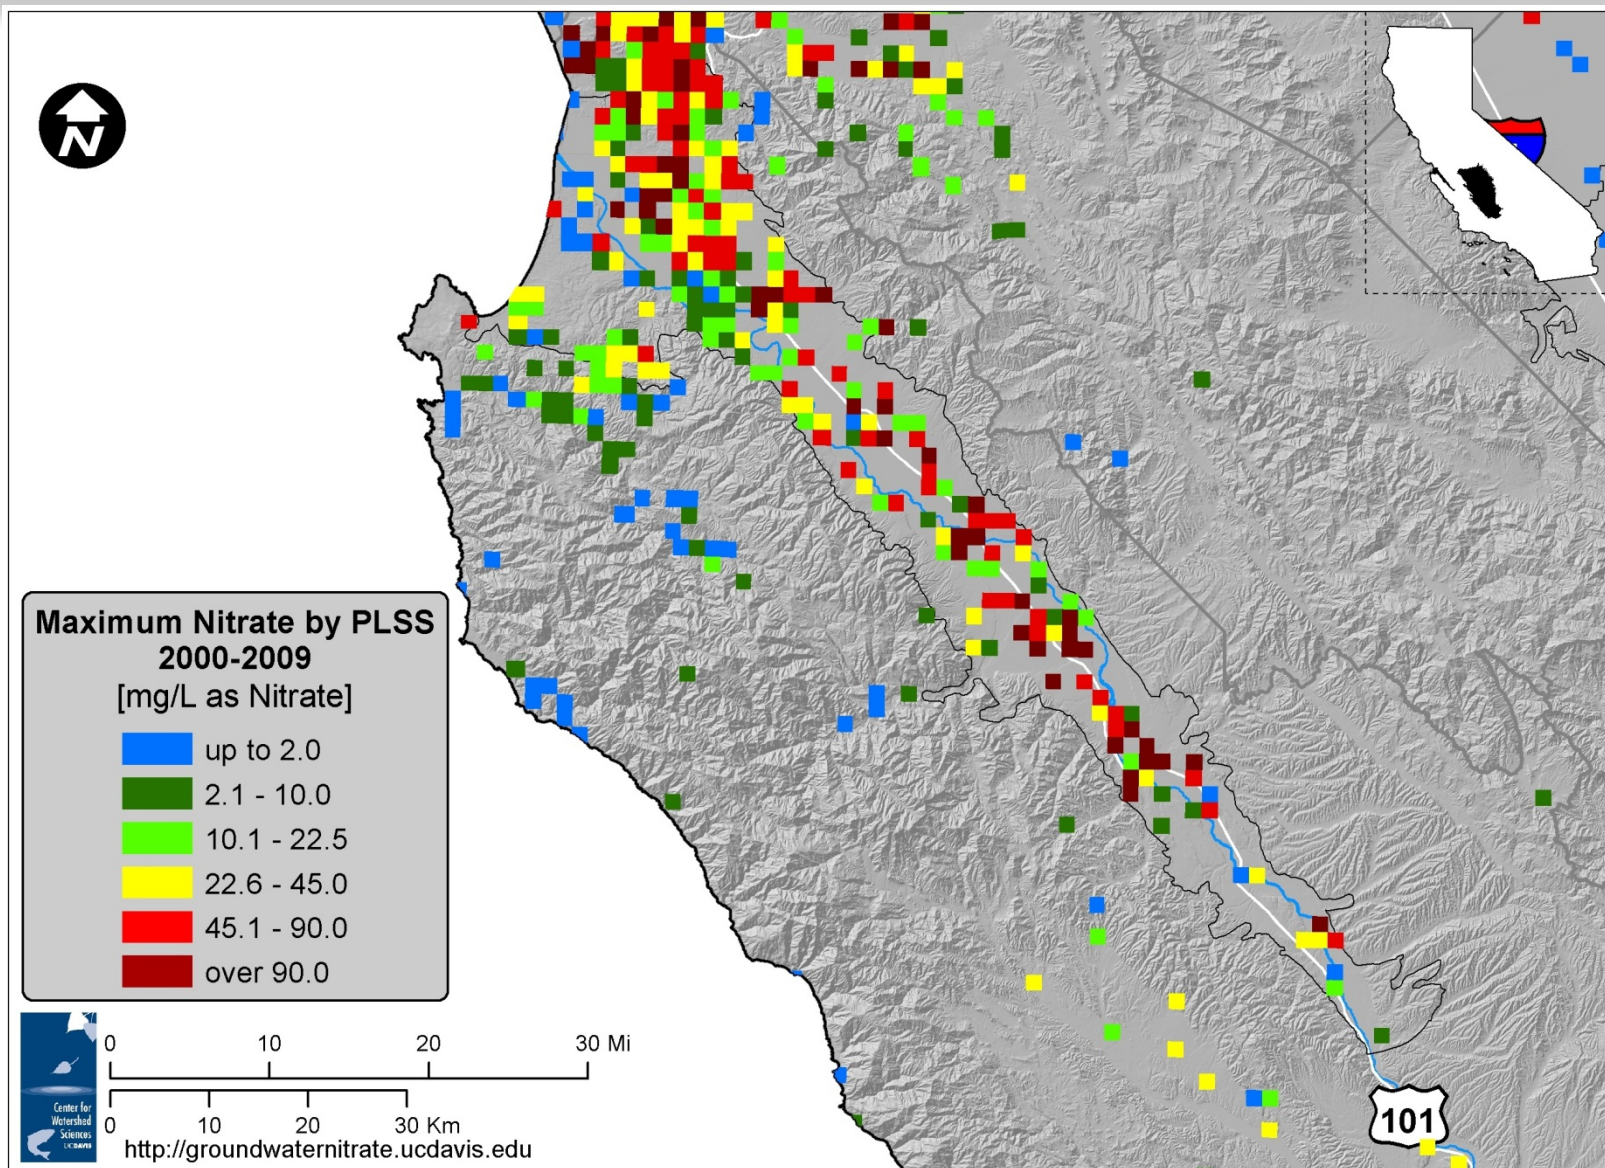 N
Maximum Nitrate by PLSS
2000-2009
[mg/L as Nitrate]
up to 2.0
2.1 - 10.0
10.1 - 22.5
22.6 - 45.0
45.1 - 90.0
over 90.0
0 10 20 30 Mi
0 10 20 30 Km
Center for
Watershed
Sciences
UCDAVIS
http://groundwaternitrate.ucdavis.edu
101